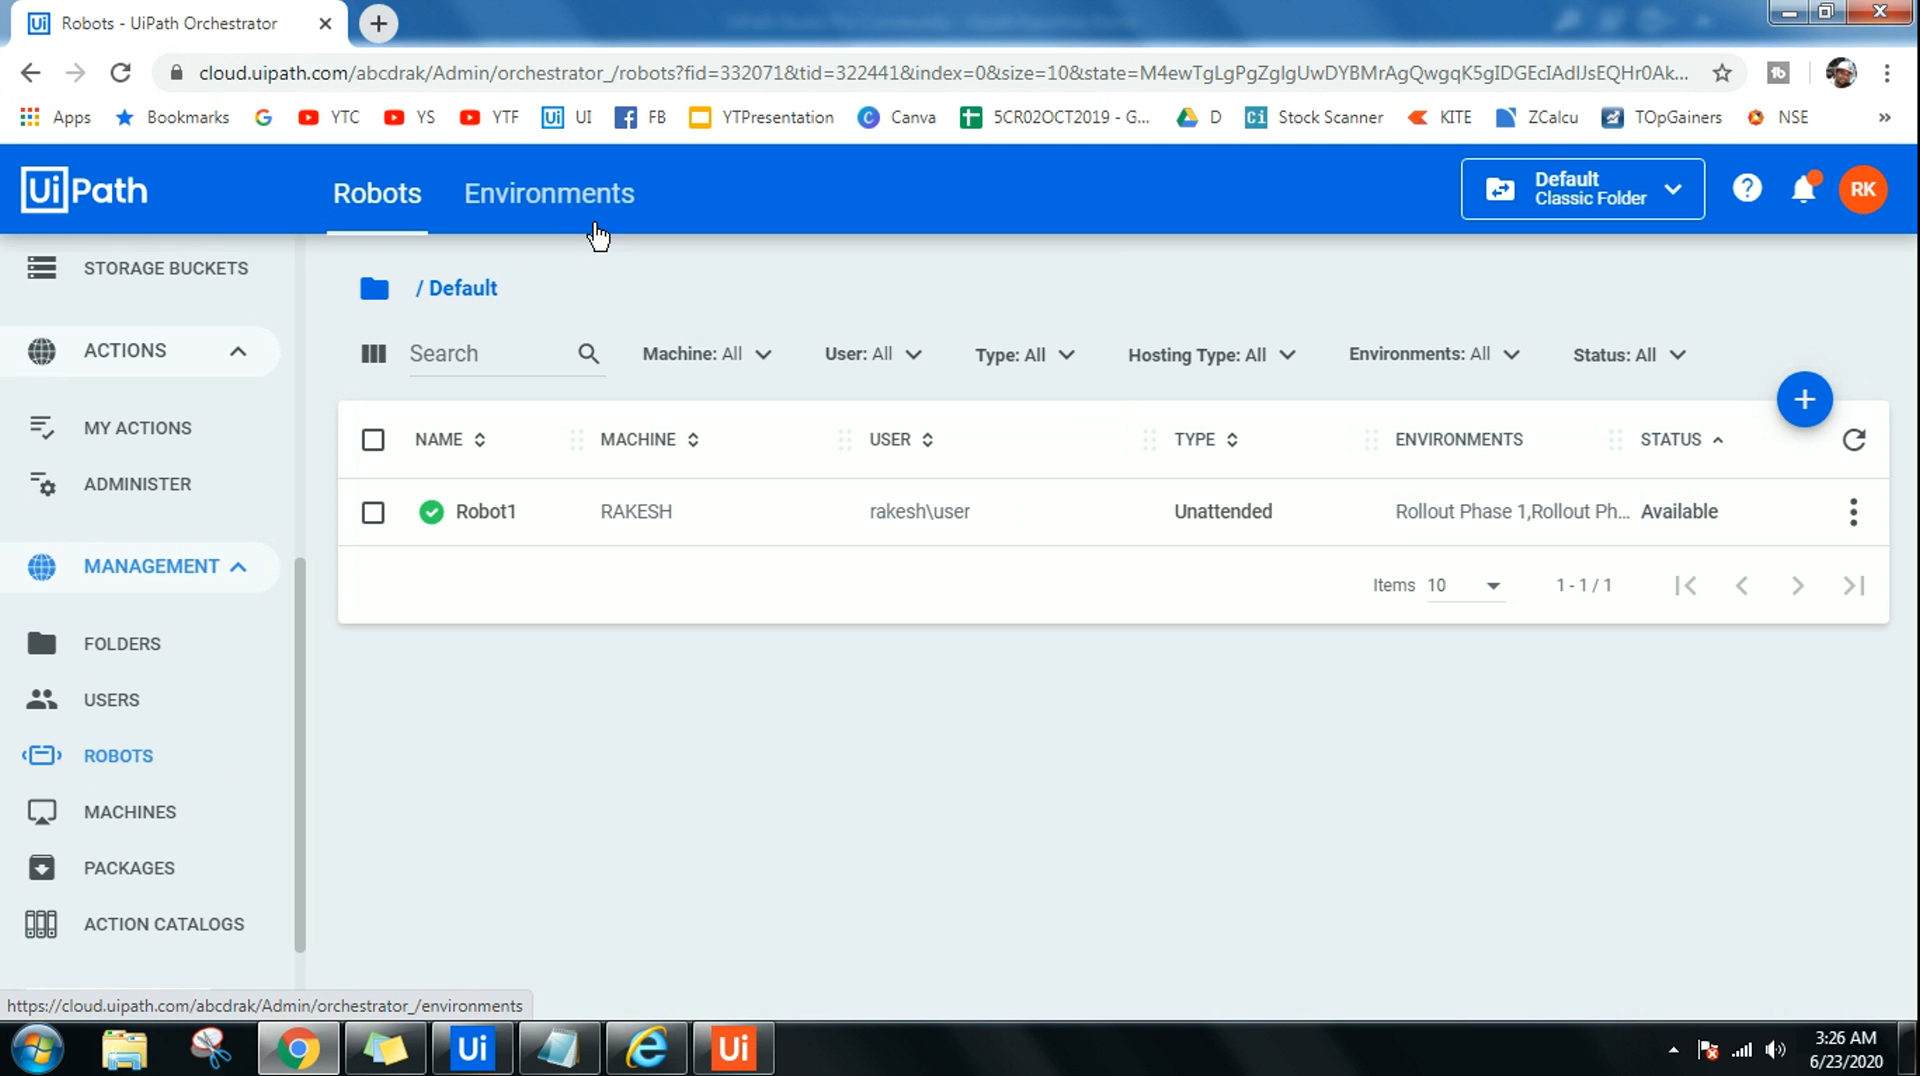 Robots - UiPath Orchestrator
cloud.uipath.com/abcdrak/Admin/orchestrator_/robots?fid=332071&tid=322441&index=0&size=10&state=
Apps Bookmarks YTC YS YTF UI FB YTPresentation Canva 5CR02OCT2019 - G... D Stock Scanner KITE ZCalcu TOpGainers NSE »
UiPath Robots Environments Default RK
Classic Folder
STORAGE BUCKETS
ACTIONS
MY ACTIONS
ADMINISTER
MANAGEMENT
FOLDERS
USERS
ROBOTS
MACHINES
PACKAGES
ACTION CATALOGS
/ Default
Search Machine: All User: All Type: All Hosting Type: All Environments: All Status: All
NAME MACHINE USER TYPE ENVIRONMENTS STATUS
Robot1 RAKESH rakesh\user Unattended Rollout Phase 1,Rollout Ph... Available
Items 10 1 - 1 / 1
https://cloud.uipath.com/abcdrak/Admin/orchestrator_/environments
Ui Ui
3:26 AM
6/23/2020